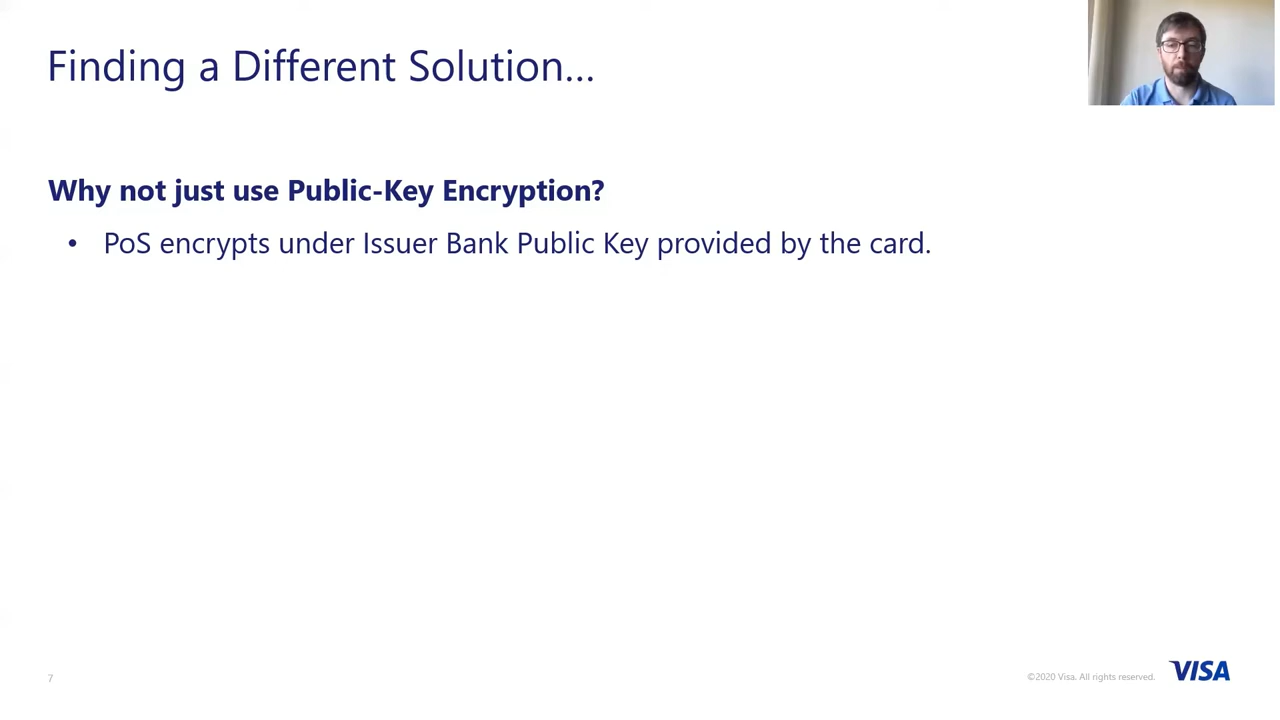 Finding a Different Solution...
Why not just use Public-Key Encryption?
• PoS encrypts under Issuer Bank Public Key provided by the card.
7
©2020 Visa. All rights reserved.
VISA